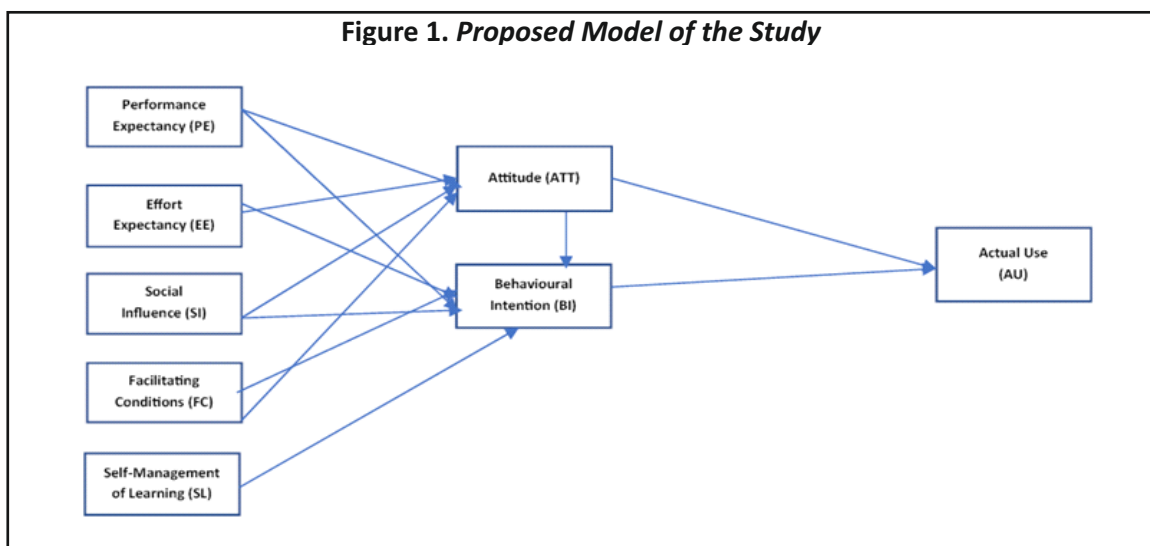 Figure 1. Proposed Model of the Study
Performance
Expectancy (PE)
Effort
Expectancy (EE)
Social
Influence (SI)
Facilitating
Conditions (FC)
Self-Management
of Learning (SL)
Attitude (ATT)
Behavioural
Intention (BI)
Actual Use
(AU)